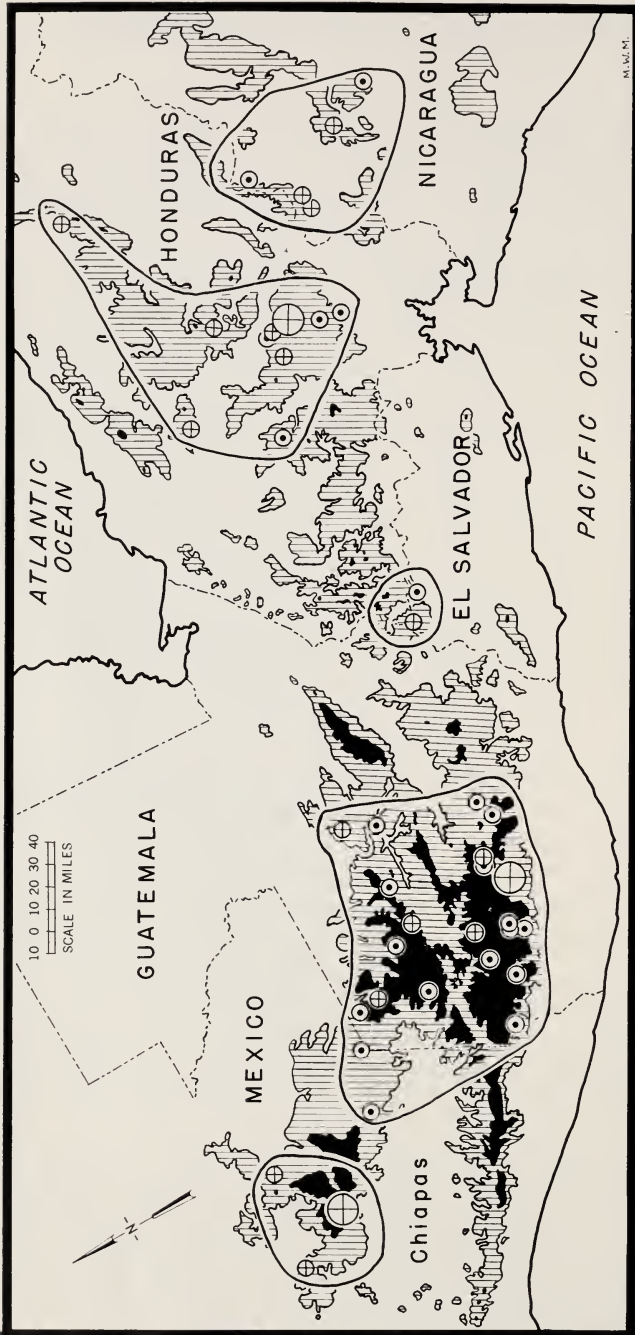 ATLANTIC
OCEAN
HONDURAS
NICARAGUA
EL SALVADOR
PACIFIC OCEAN
GUATEMALA
10 0 10 20 30 40
SCALE IN MILES
MEXICO
Chiapas
N
M.W.M.